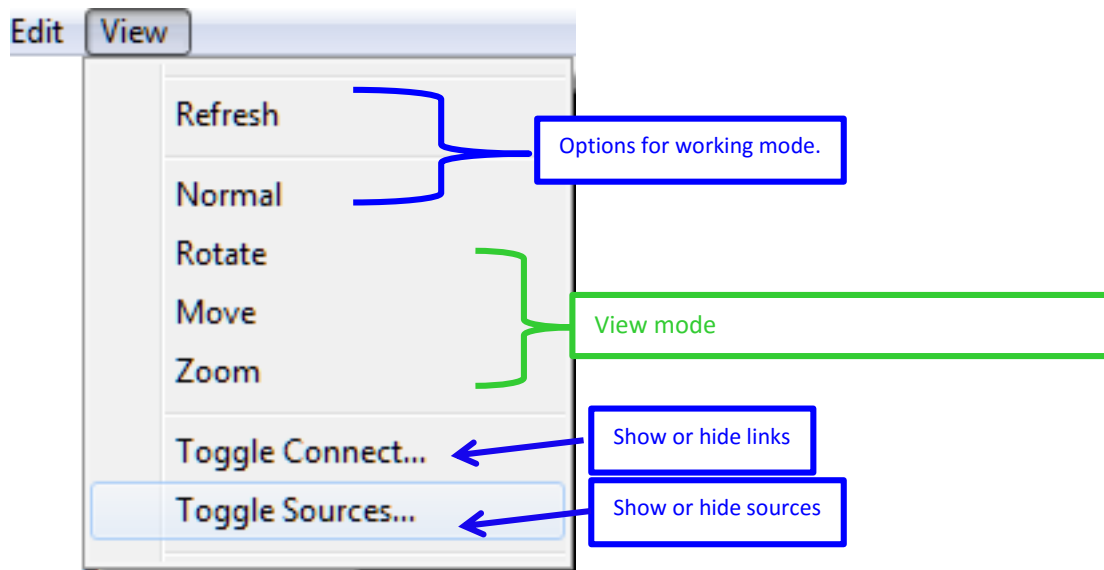 Edit View
Refresh
Options for working mode.
Normal
Rotate
Move
View mode
Zoom
Toggle Connect...
Show or hide links
Toggle Sources...
Show or hide sources